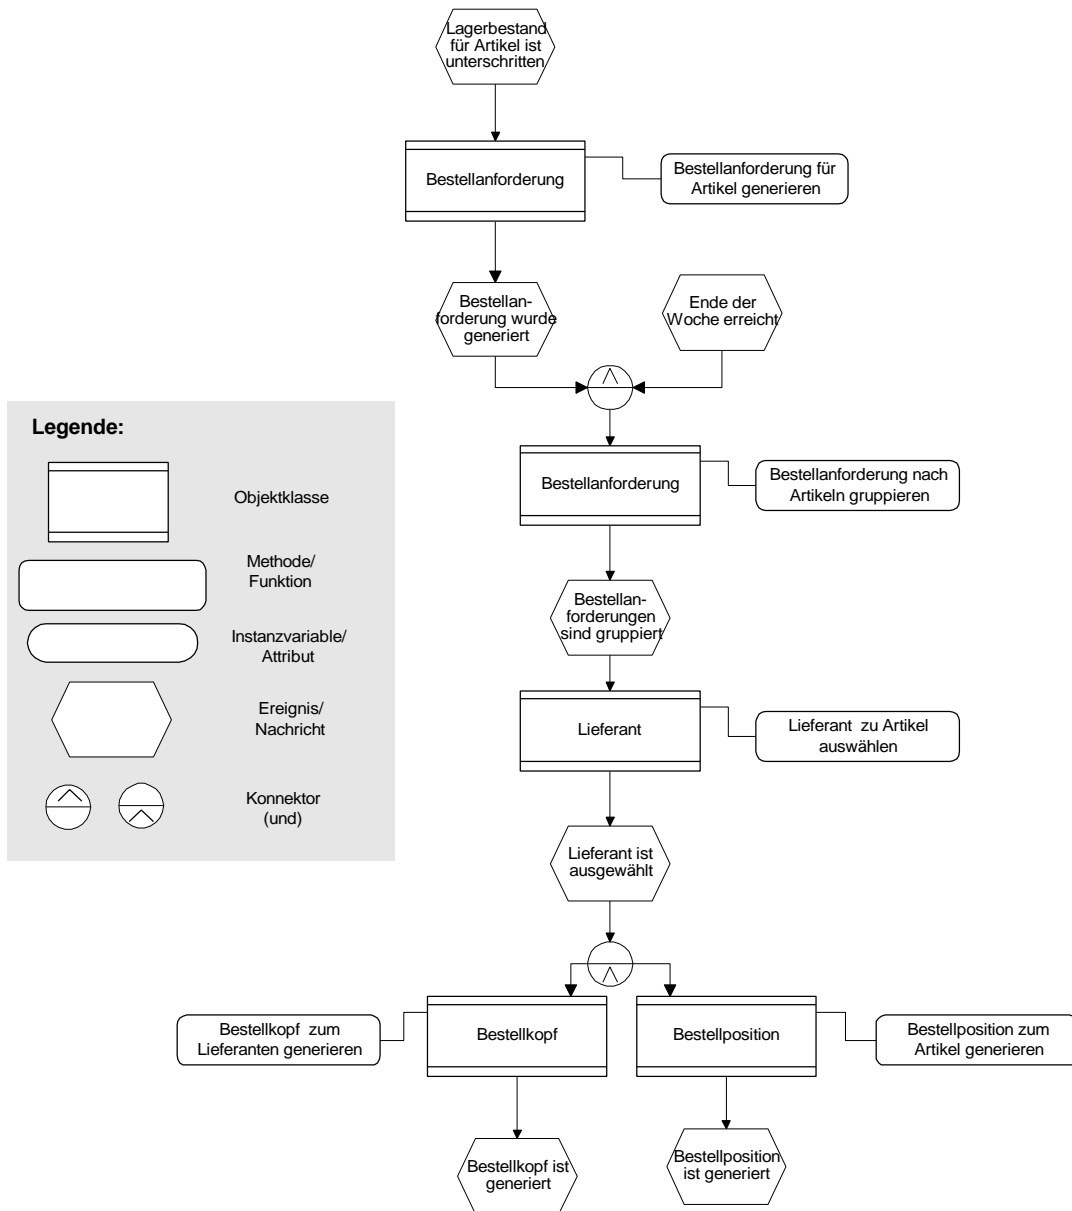 Lagerbestand
für Artikel ist
unterschritten
Bestellanforderung
Bestellanforderung für
Artikel generieren
Bestellan-
forderung wurde
generiert
Ende der
Woche erreicht
Legende:
Objektklasse
Methode/
Funktion
Instanzvariable/
Attribut
Ereignis/
Nachricht
Konnektor
(und)
Bestellanforderung
Bestellanforderung nach
Artikeln gruppieren
Bestellan-
forderungen
sind gruppiert
Lieferant
Lieferant zu Artikel
auswählen
Lieferant ist
ausgewählt
Bestellkopf zum
Lieferanten generieren
Bestellkopf
Bestellposition
Bestellposition zum
Artikel generieren
Bestellkopf ist
generiert
Bestellposition
ist generiert